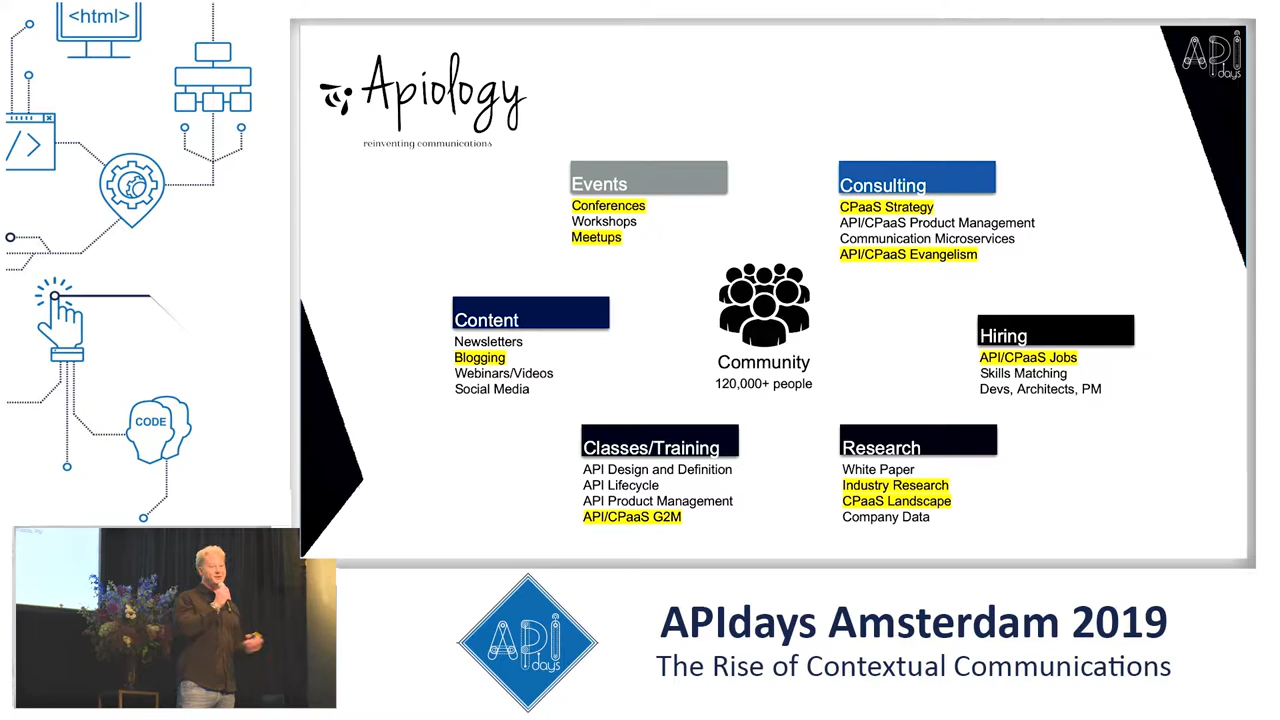 <html>
API
days
Apiology
reinventing communications
Events
Conferences
Workshops
Meetups
Consulting
CPaaS Strategy
API/CPaaS Product Management
Communication Microservices
API/CPaaS Evangelism
</>
Content
Newsletters
Blogging
Webinars/Videos
Social Media
Community
120,000+ people
Hiring
API/CPaaS Jobs
Skills Matching
Devs, Architects, PM
CODE
Classes/Training
API Design and Definition
API Lifecycle
API Product Management
API/CPaaS G2M
Research
White Paper
Industry Research
CPaaS Landscape
Company Data
API
days
APIdays Amsterdam 2019
The Rise of Contextual Communications